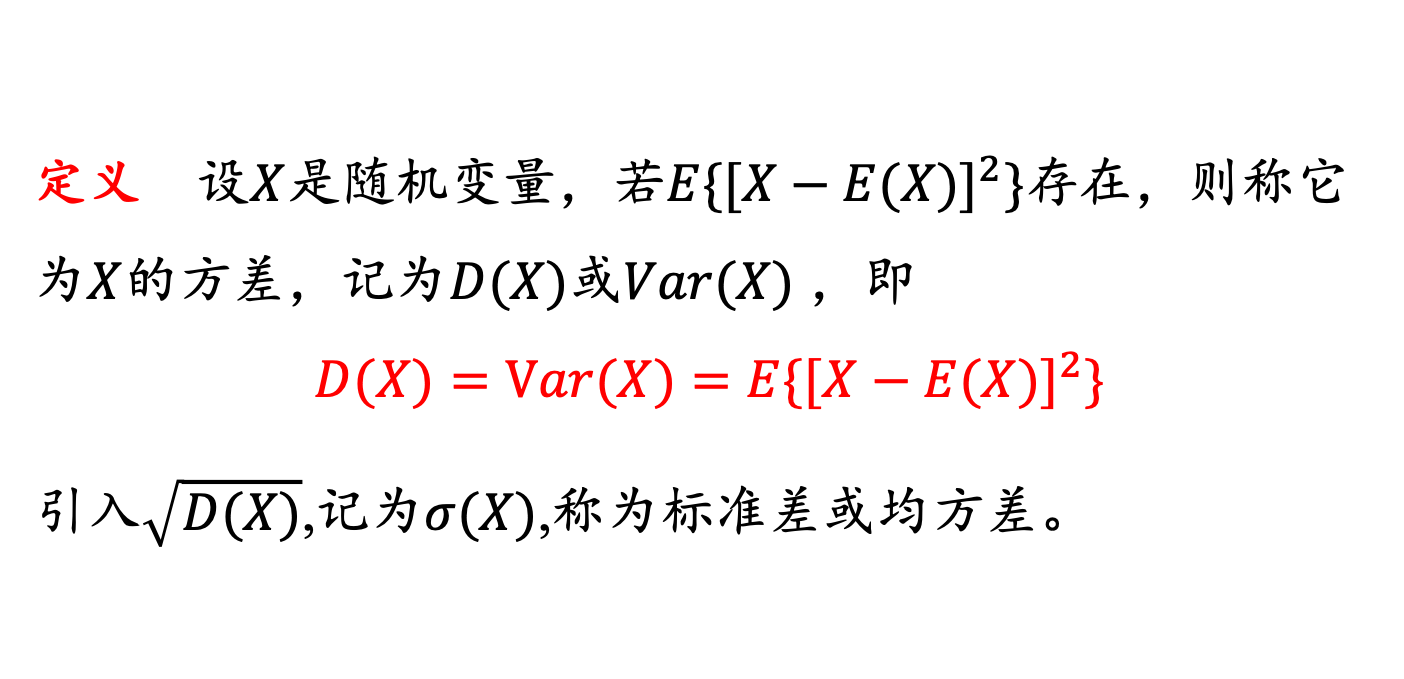 定义 设X是随机变量，若E{[X − E(X)]²}存在，则称它
为X的方差，记为D(X)或Var(X) ，即
D(X) = Var(X) = E{[X − E(X)]²}
引入√D(X),记为σ(X),称为标准差或均方差。